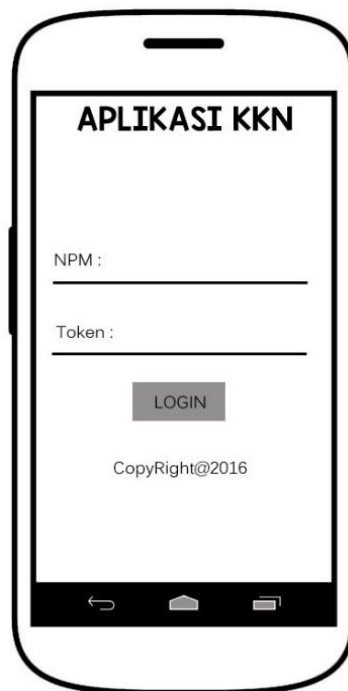 APLIKASI KKN
NPM :
Token :
LOGIN
CopyRight@2016